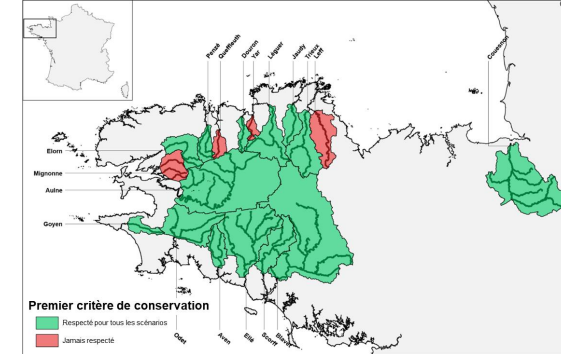 Penzé
Queffleuth
Douron
Yar
Léguer
Jaudy
Trieux
Leff
Couesnon
Elorn
Mignonne
Aulne
Goyen
Premier critère de conservation
Respecté pour tous les scénarios
Jamais respecté
Odet
Aven
Ellé
Scorff
Blavet